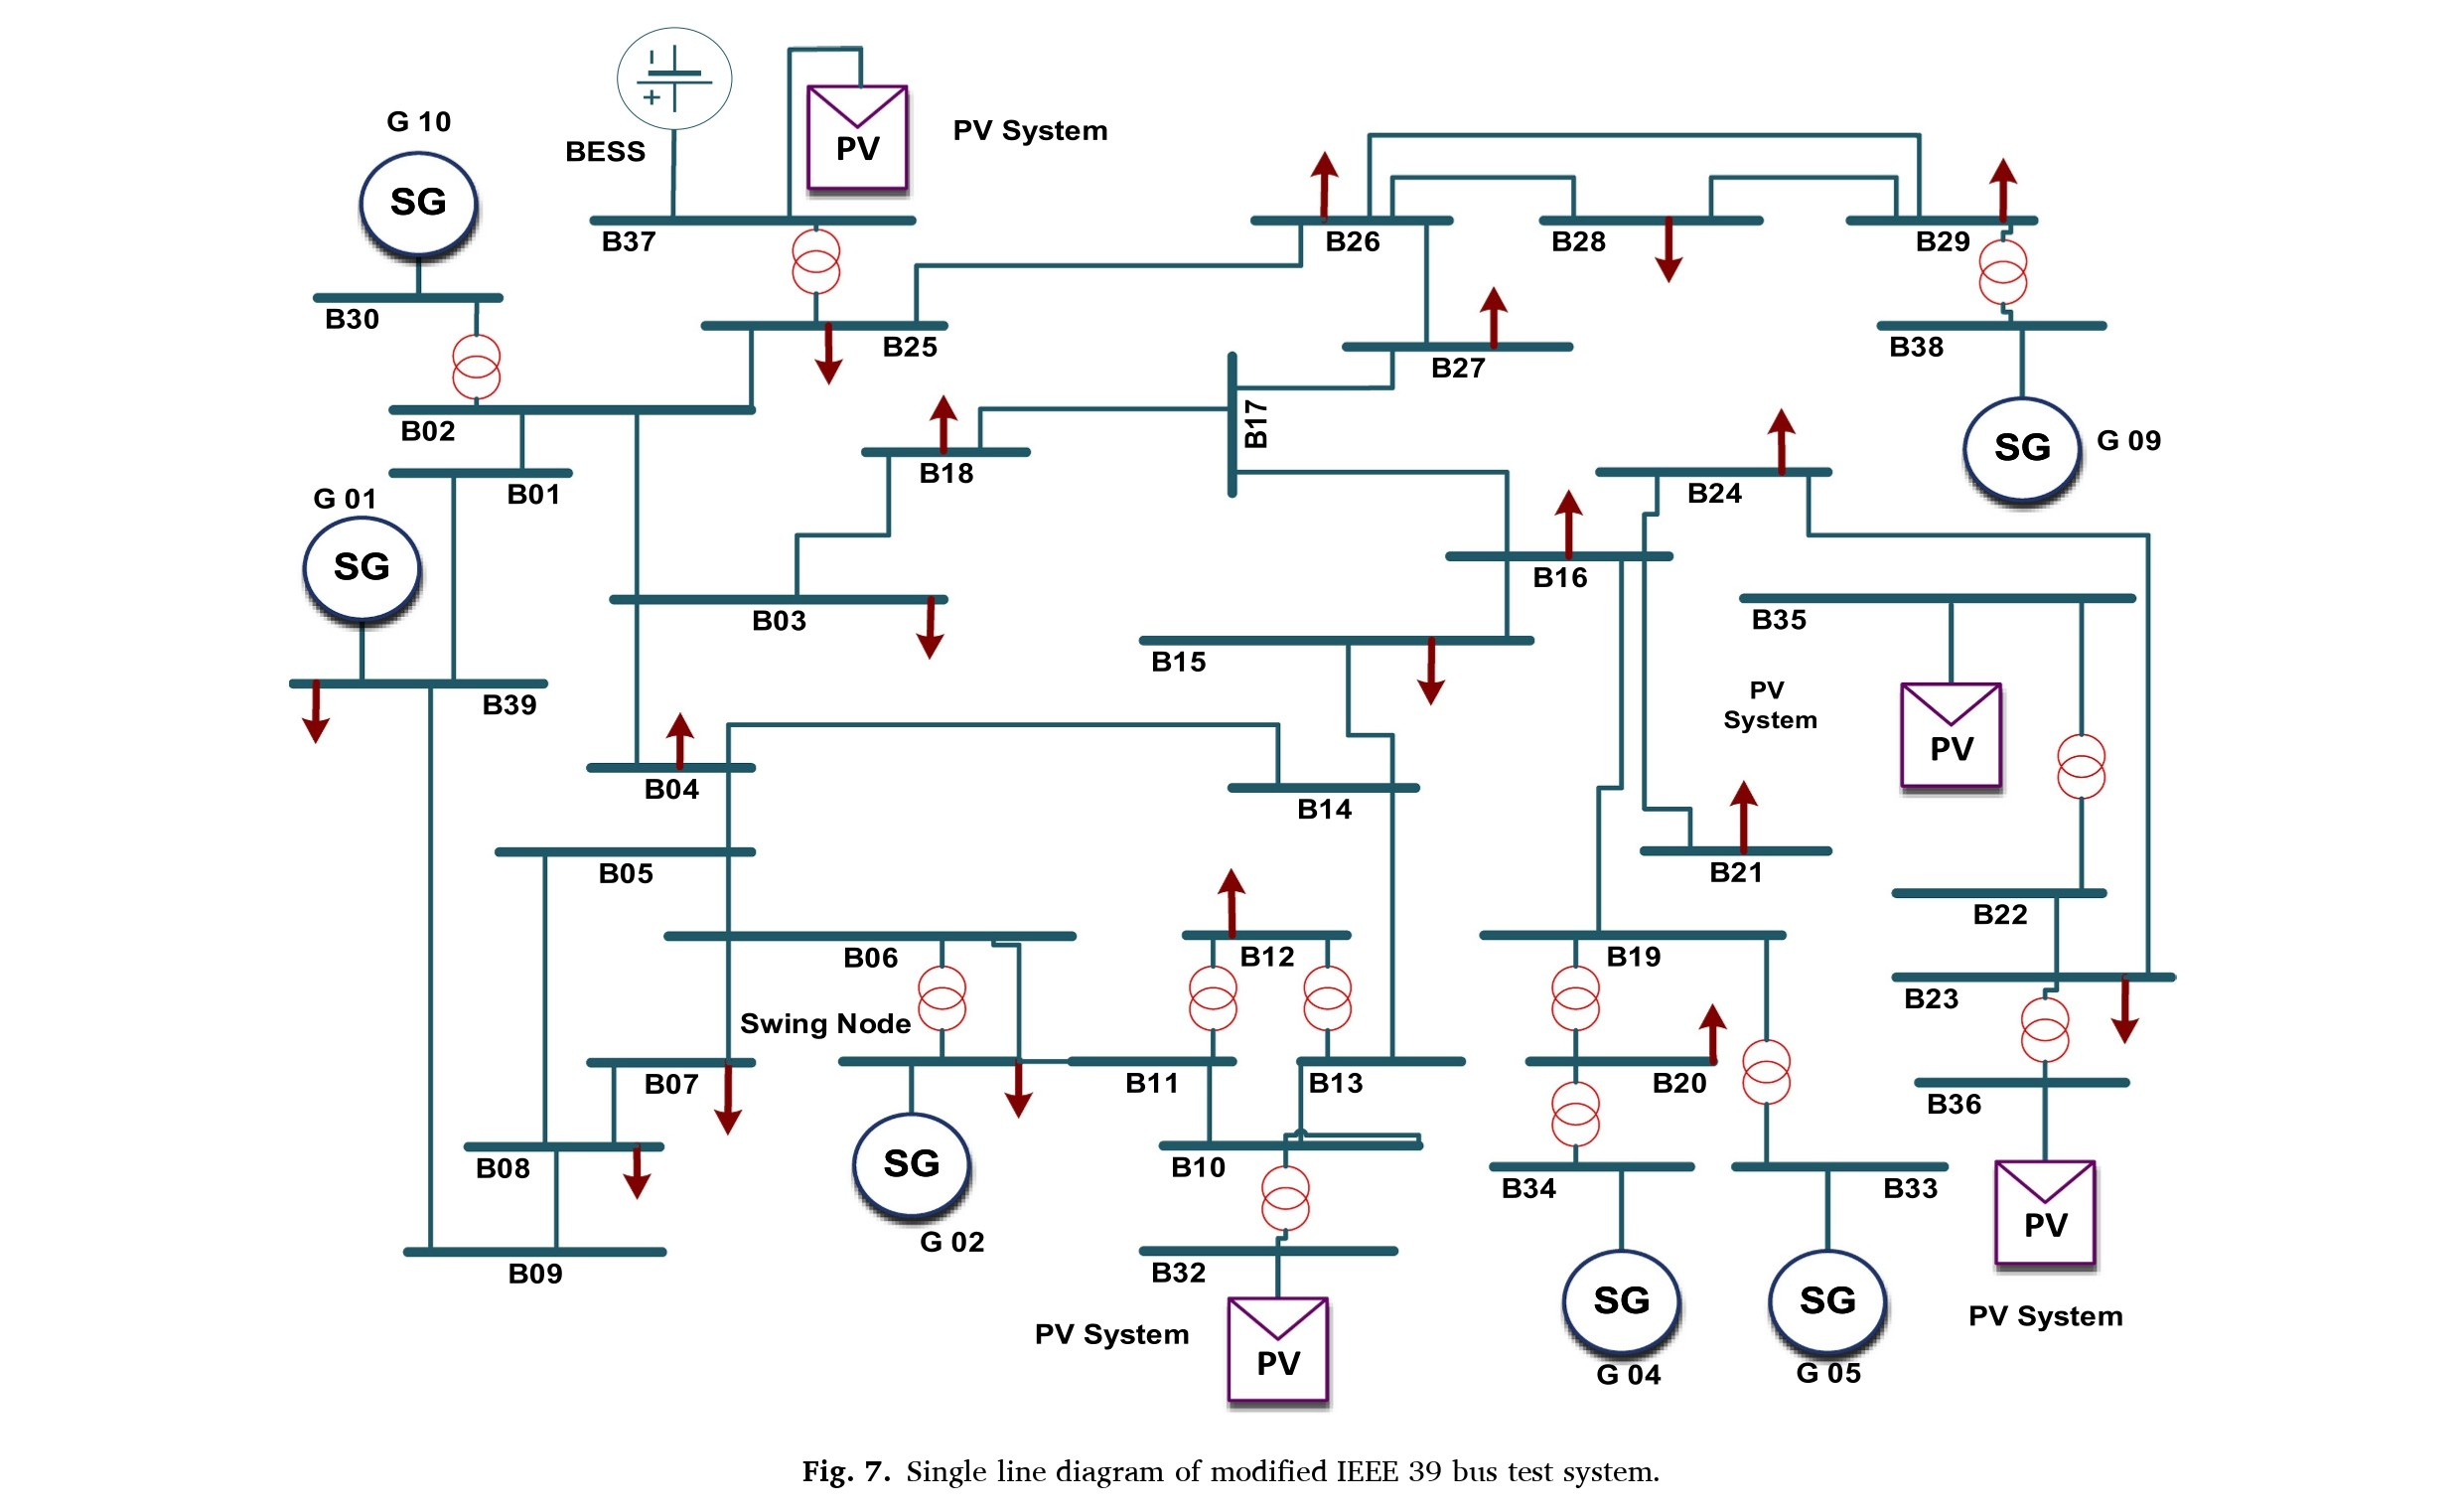 G 10
SG
BESS
PV
PV System
B37
B26
B28
B29
B30
B25
B27
B38
B02
B17
B18
SG
G 09
B24
B01
G 01
SG
B16
B03
B35
B15
B39
PV
System
PV
B04
B14
B05
B21
B22
B06
B12
B19
B23
Swing Node
B07
B11
B13
B20
B36
B08
SG
B10
B34
B33
G 02
B09
B32
PV
PV System
PV
SG
SG
PV System
G 04
G 05
Fig. 7. Single line diagram of modified IEEE 39 bus test system.